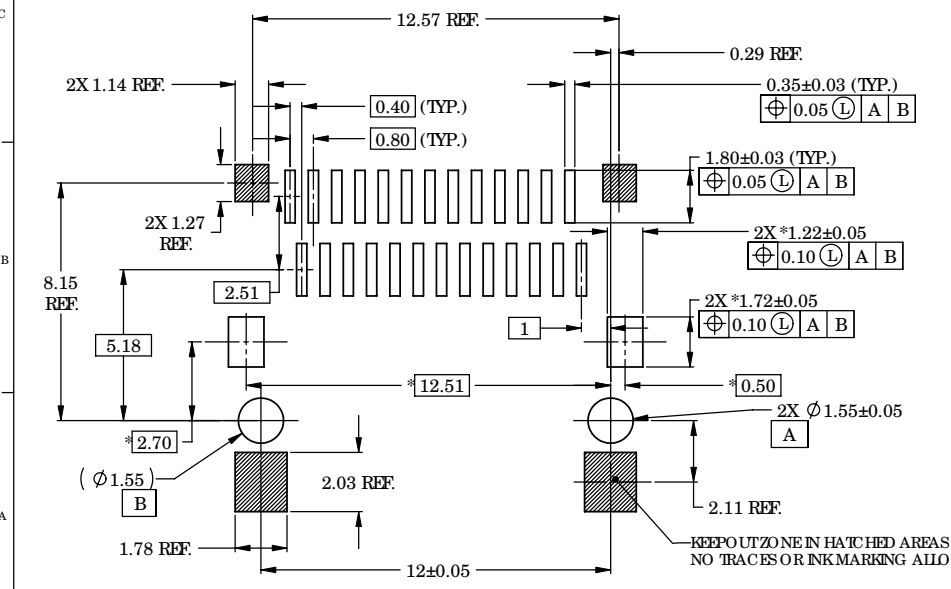 C
12.57 REF.
0.29 REF.
2X 1.14 REF.
0.35±0.03 (TYP.)
0.40 (TYP.)
⌖ 0.05 Ⓛ A B
0.80 (TYP.)
1.80±0.03 (TYP.)
⌖ 0.05 Ⓛ A B
2X 1.27
REF.
2X *1.22±0.05
⌖ 0.10 Ⓛ A B
B
8.15
REF.
2.51
2X *1.72±0.05
⌖ 0.10 Ⓛ A B
1
5.18
*12.51
*0.50
2X Ø1.55±0.05
A
*2.70
(Ø1.55)
B
2.03 REF.
2.11 REF.
A
1.78 REF.
KEEPOUT ZONE IN HATCHED AREAS
NO TRACES OR INK MARKING ALLO
12±0.05